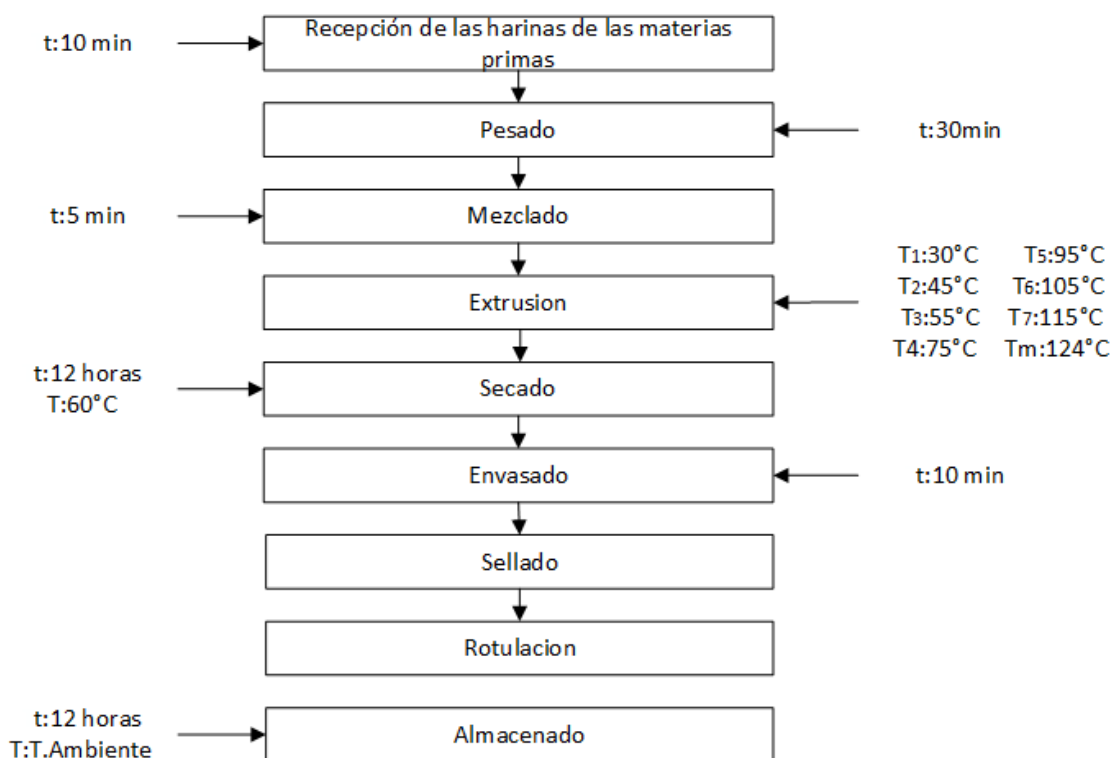 t:10 min
Recepción de las harinas de las materias
primas
Pesado
t:30min
t:5 min
Mezclado
Extrusion
T1:30°C T5:95°C
T2:45°C T6:105°C
T3:55°C T7:115°C
T4:75°C Tm:124°C
t:12 horas
T:60°C
Secado
Envasado
t:10 min
Sellado
Rotulacion
t:12 horas
T:T.Ambiente
Almacenado